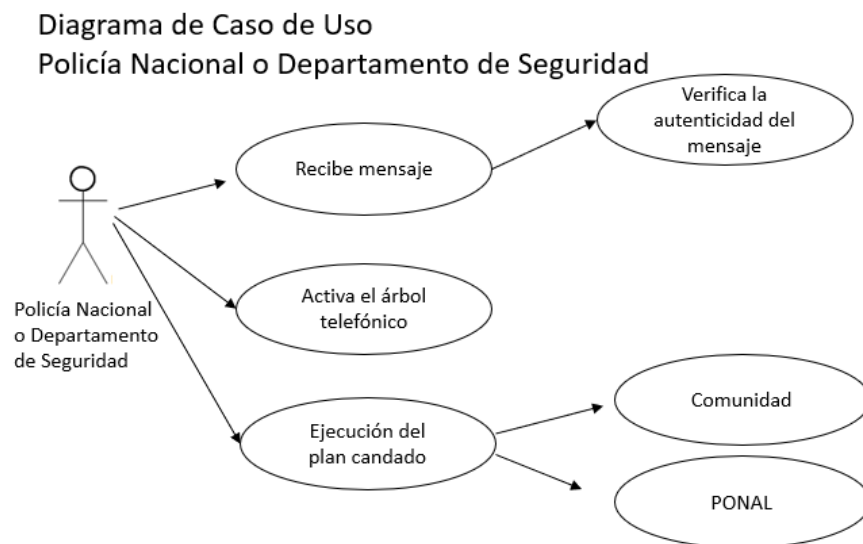 Diagrama de Caso de Uso
Policía Nacional o Departamento de Seguridad
Verifica la
autenticidad del
mensaje
Recibe mensaje
Activa el árbol
telefónico
Policía Nacional
o Departamento
de Seguridad
Comunidad
Ejecución del
plan candado
PONAL